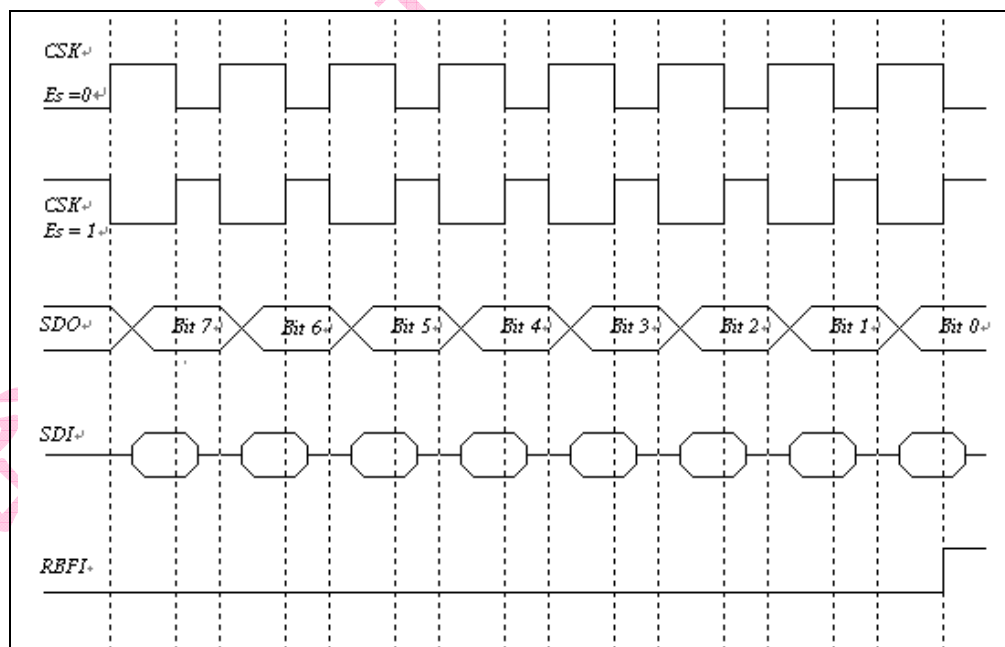 CSK↵
Es =0↵
CSK↵
Es = 1↵
SDO↵ Bit 7↵ Bit 6↵ Bit 5↵ Bit 4↵ Bit 3↵ Bit 2↵ Bit 1↵ Bit 0↵
SDI↵
RBFI↵